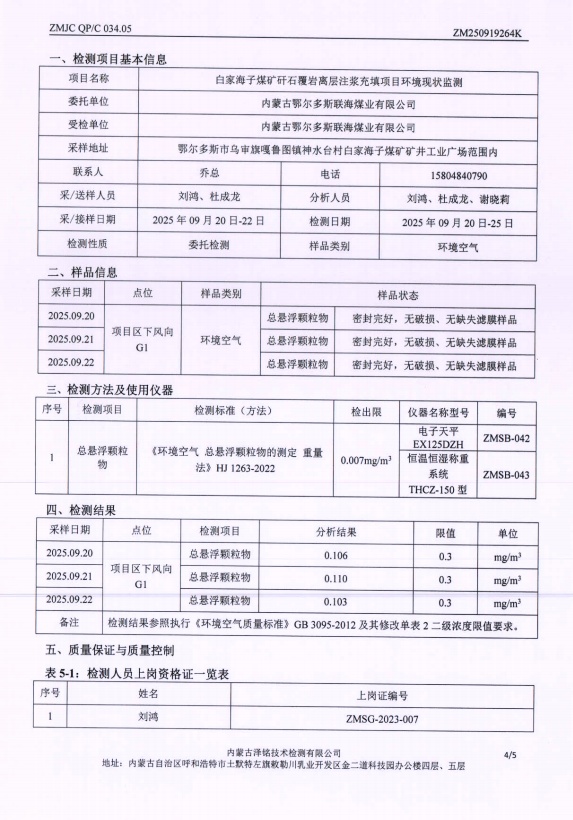 ZMJC QP/C 034.05
ZM250919264K
一、检测项目基本信息
项目名称 白家海子煤矿矸石覆岩离层注浆充填项目环境现状监测
委托单位 内蒙古鄂尔多斯联海煤业有限公司
受检单位 内蒙古鄂尔多斯联海煤业有限公司
采样地址 鄂尔多斯市乌审旗嘎鲁图镇神水台村白家海子煤矿矿井工业广场范围内
联系人 乔总 电话 15804840790
采/送样人员 刘鸿、杜成龙 分析人员 刘鸿、杜成龙、谢晓莉
采/接样日期 2025 年 09 月 20 日-22 日 检测日期 2025 年 09 月 20 日-25 日
检测性质 委托检测 样品类别 环境空气
二、样品信息
采样日期 点位 样品类别 样品状态
2025.09.20 总悬浮颗粒物 密封完好，无破损、无缺失滤膜样品
2025.09.21 项目区下风向 G1 环境空气 总悬浮颗粒物 密封完好，无破损、无缺失滤膜样品
2025.09.22 总悬浮颗粒物 密封完好，无破损、无缺失滤膜样品
三、检测方法及使用仪器
序号 检测项目 检测标准（方法） 检出限 仪器名称型号 编号
1 总悬浮颗粒物 《环境空气 总悬浮颗粒物的测定 重量法》HJ 1263-2022 0.007mg/m³ 电子天平 EX125DZH ZMSB-042
恒温恒湿称重系统 THCZ-150 型 ZMSB-043
四、检测结果
采样日期 点位 检测项目 分析结果 限值 单位
2025.09.20 总悬浮颗粒物 0.106 0.3 mg/m³
2025.09.21 项目区下风向 G1 总悬浮颗粒物 0.110 0.3 mg/m³
2025.09.22 总悬浮颗粒物 0.103 0.3 mg/m³
备注 检测结果参照执行《环境空气质量标准》GB 3095-2012 及其修改单表 2 二级浓度限值要求。
五、质量保证与质量控制
表 5-1：检测人员上岗资格证一览表
序号 姓名 上岗证编号
1 刘鸿 ZMSG-2023-007
内蒙古泽铭技术检测有限公司
4/5
地址：内蒙古自治区呼和浩特市土默特左旗敕勒川乳业开发区金二道科技园办公楼四层、五层